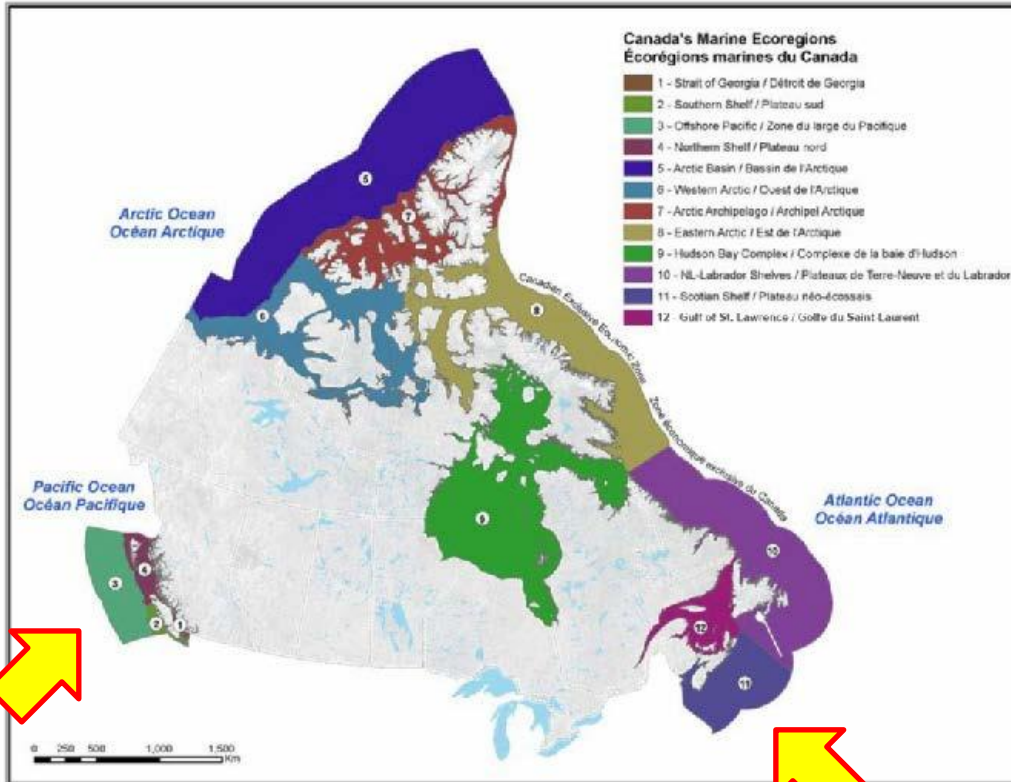 Canada's Marine Ecoregions
Écorégions marines du Canada
1 - Strait of Georgia / Détroit de Georgia
2 - Southern Shelf / Plateau sud
3 - Offshore Pacific / Zone du large du Pacifique
4 - Northern Shelf / Plateau nord
5 - Arctic Basin / Bassin de l'Arctique
6 - Western Arctic / Ouest de l'Arctique
7 - Arctic Archipelago / Archipel Arctique
8 - Eastern Arctic / Est de l'Arctique
9 - Hudson Bay Complex / Complexe de la baie d'Hudson
10 - NL-Labrador Shelves / Plateaux de Terre-Neuve et du Labrador
11 - Scotian Shelf / Plateau néo-écossais
12 - Gulf of St. Lawrence / Golfe du Saint-Laurent
Arctic Ocean
Océan Arctique
5
7
6
8
Canadian Exclusive Economic Zone
Zone économique exclusive du Canada
Pacific Ocean
Océan Pacifique
Atlantic Ocean
Océan Atlantique
9
10
3
4
2
1
12
11
0 250 500 1,000 1,500
Km